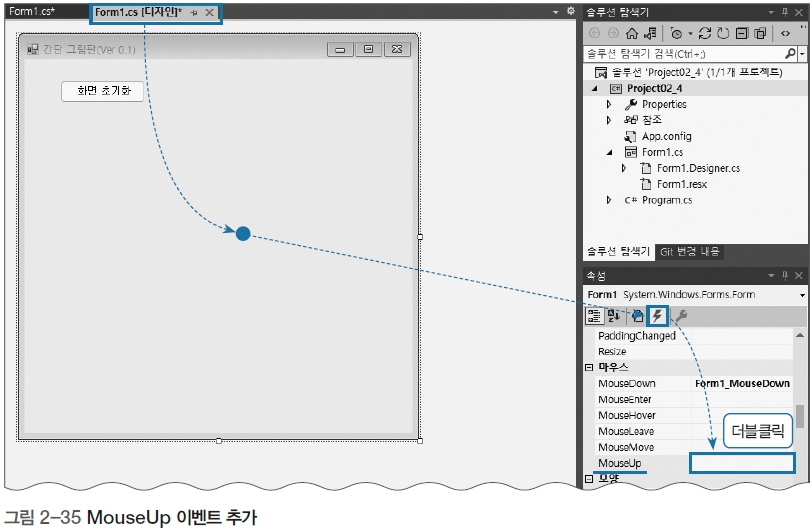 Form1.cs*
Form1.cs [디자인]*
간단 그림판(Ver 0.1)
화면 초기화
솔루션 탐색기
솔루션 탐색기 검색(Ctrl+;)
솔루션 'Project02_4' (1/1개 프로젝트)
Project02_4
Properties
참조
App.config
Form1.cs
Form1.Designer.cs
Form1.resx
C# Program.cs
솔루션 탐색기 Git 변경 내용
속성
Form1 System.Windows.Forms.Form
PaddingChanged
Resize
마우스
MouseDown Form1_MouseDown
MouseEnter
MouseHover
MouseLeave
MouseMove
MouseUp
모양
더블클릭
그림 2-35 MouseUp 이벤트 추가